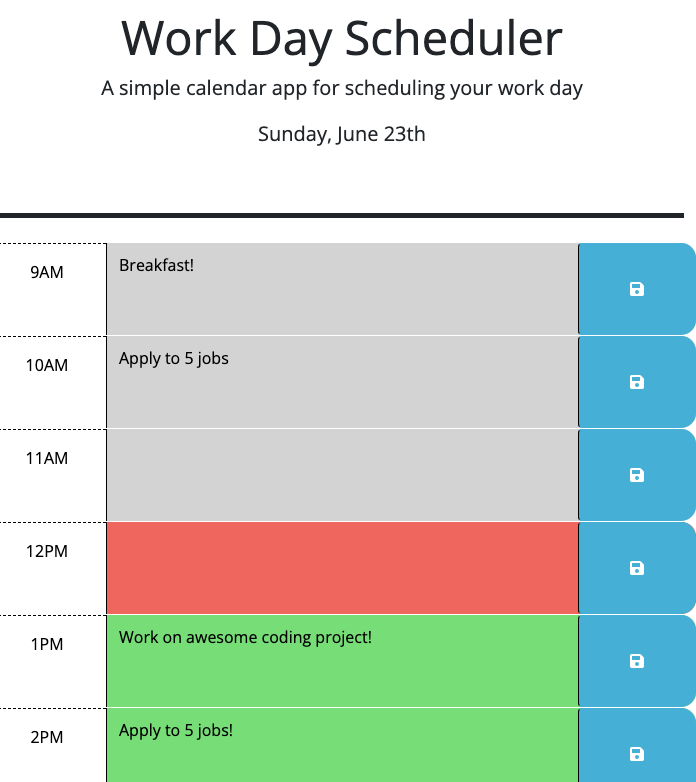 Work Day Scheduler
A simple calendar app for scheduling your work day
Sunday, June 23th
9AM
Breakfast!
10AM
Apply to 5 jobs
11AM
12PM
1PM
Work on awesome coding project!
2PM
Apply to 5 jobs!